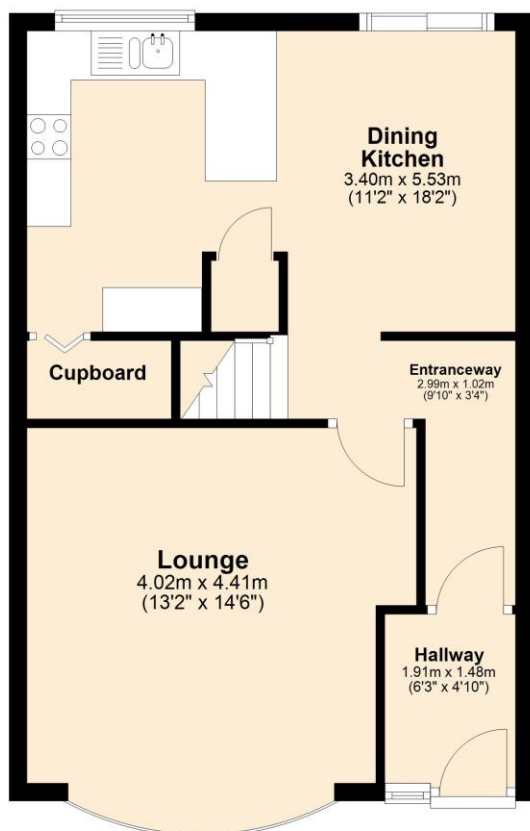 Dining
Kitchen
3.40m x 5.53m
(11'2" x 18'2")
Cupboard
Entranceway
2.99m x 1.02m
(9'10" x 3'4")
Lounge
4.02m x 4.41m
(13'2" x 14'6")
Hallway
1.91m x 1.48m
(6'3" x 4'10")